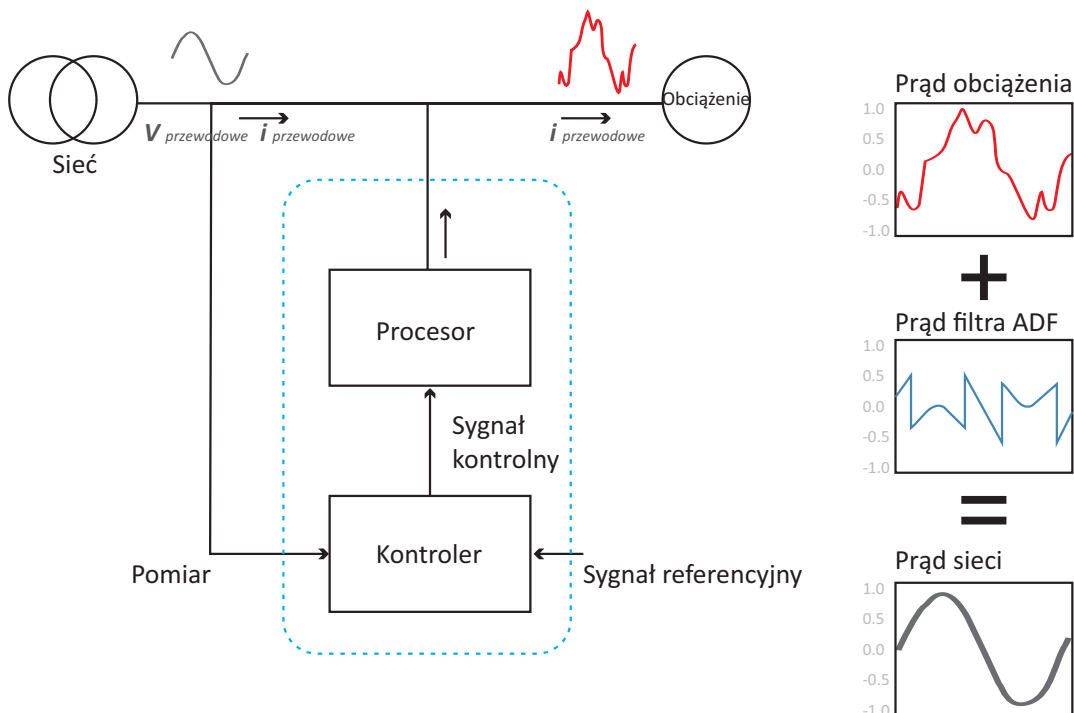 Sieć
V przewodowe i przewodowe
i przewodowe
Obciążenie
Procesor
Sygnał
kontrolny
Kontroler
Pomiar
Sygnał referencyjny
Prąd obciążenia
1.0
0.5
0.0
-0.5
-1.0
+
Prąd filtra ADF
1.0
0.5
0.0
-0.5
-1.0
=
Prąd sieci
1.0
0.5
0.0
-0.5
-1.0